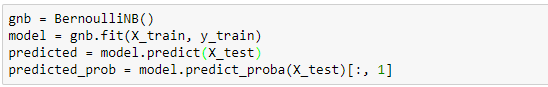 gnb = BernoulliNB()
model = gnb.fit(X_train, y_train)
predicted = model.predict(X_test)
predicted_prob = model.predict_proba(X_test)[:, 1]